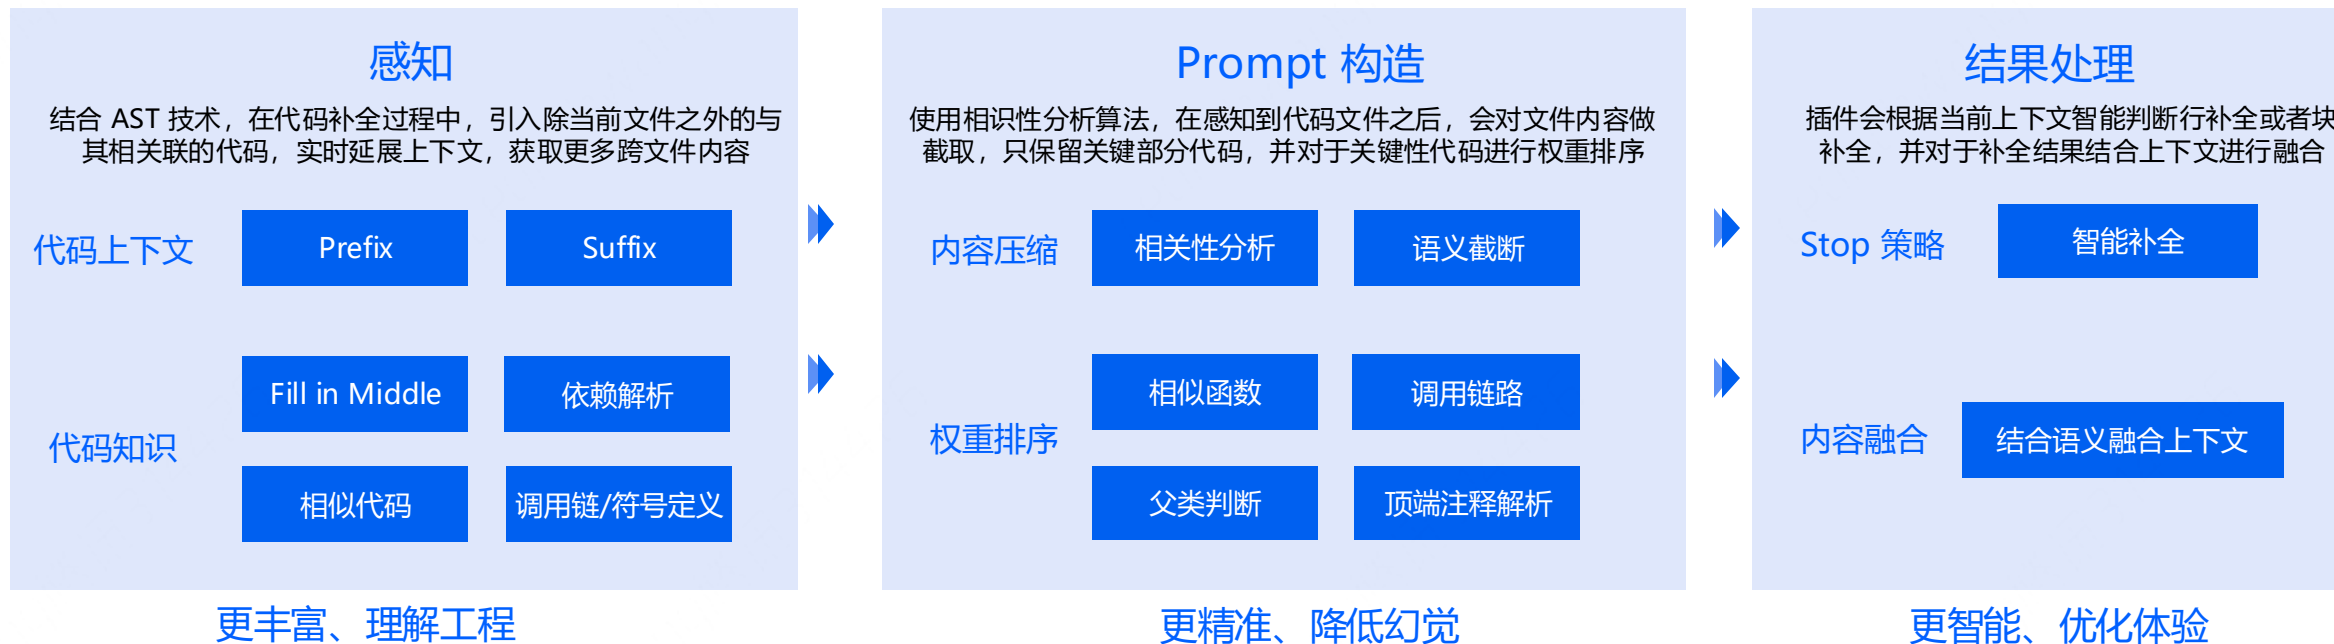 感知
结合 AST 技术，在代码补全过程中，引入除当前文件之外的与
其相关联的代码，实时延展上下文，获取更多跨文件内容
代码上下文
Prefix
Suffix
代码知识
Fill in Middle
依赖解析
相似代码
调用链/符号定义
更丰富、理解工程
Prompt 构造
使用相识性分析算法，在感知到代码文件之后，会对文件内容做
截取，只保留关键部分代码，并对于关键性代码进行权重排序
内容压缩
相关性分析
语义截断
权重排序
相似函数
调用链路
父类判断
顶端注释解析
更精准、降低幻觉
结果处理
插件会根据当前上下文智能判断行补全或者块
补全，并对于补全结果结合上下文进行融合
Stop 策略
智能补全
内容融合
结合语义融合上下文
更智能、优化体验